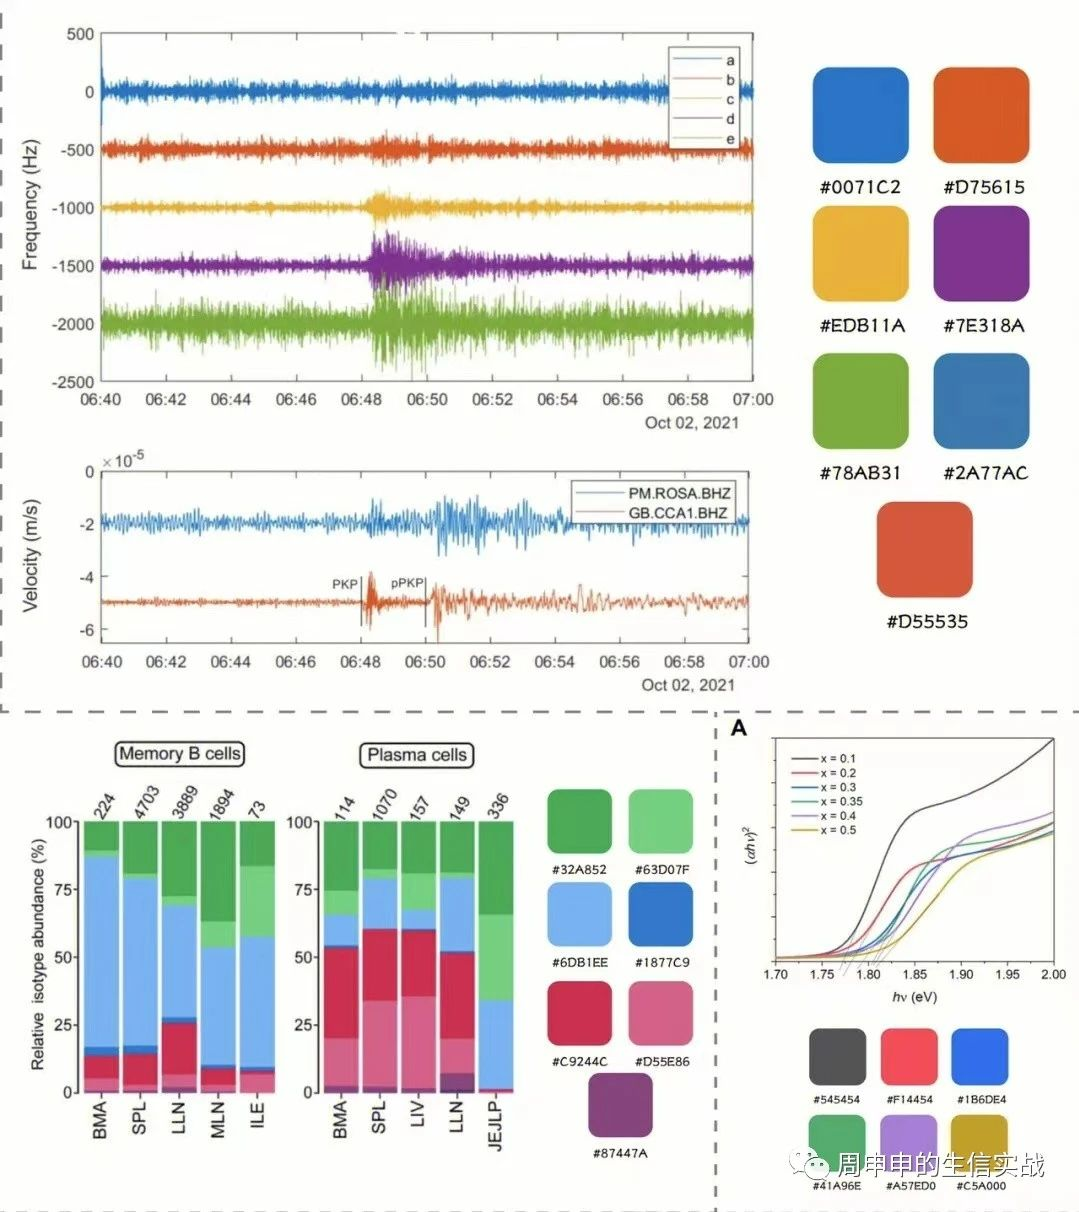 500
0
-500
-1000
-1500
-2000
-2500
Frequency (Hz)
a
b
c
d
e
06:40 06:42 06:44 06:46 06:48 06:50 06:52 06:54 06:56 06:58 07:00
Oct 02, 2021
#0071C2 #D75615
#EDB11A #7E318A
#78AB31 #2A77AC
#D55535
×10-5
0
-2
-4
-6
Velocity (m/s)
PM.ROSA.BHZ
GB.CCA1.BHZ
PKP pPKP
06:40 06:42 06:44 06:46 06:48 06:50 06:52 06:54 06:56 06:58 07:00
Oct 02, 2021
Memory B cells
224 4703 3889 1894 73
Relative isotype abundance (%)
100
75
50
25
0
BMA SPL LLN MLN ILE
Plasma cells
114 1070 157 149 336
100
75
50
25
0
BMA SPL LIV LLN JEJLP
#32A852 #63D07F
#6DB1EE #1877C9
#C9244C #D55E86
#87447A
A
x = 0.1
x = 0.2
x = 0.3
x = 0.35
x = 0.4
x = 0.5
(αhν)²
1.70 1.75 1.80 1.85 1.90 1.95 2.00
hν (eV)
#545454 #F14454 #1B6DE4
#41A96E #A57ED0 #C5A000
周申申的生信实战